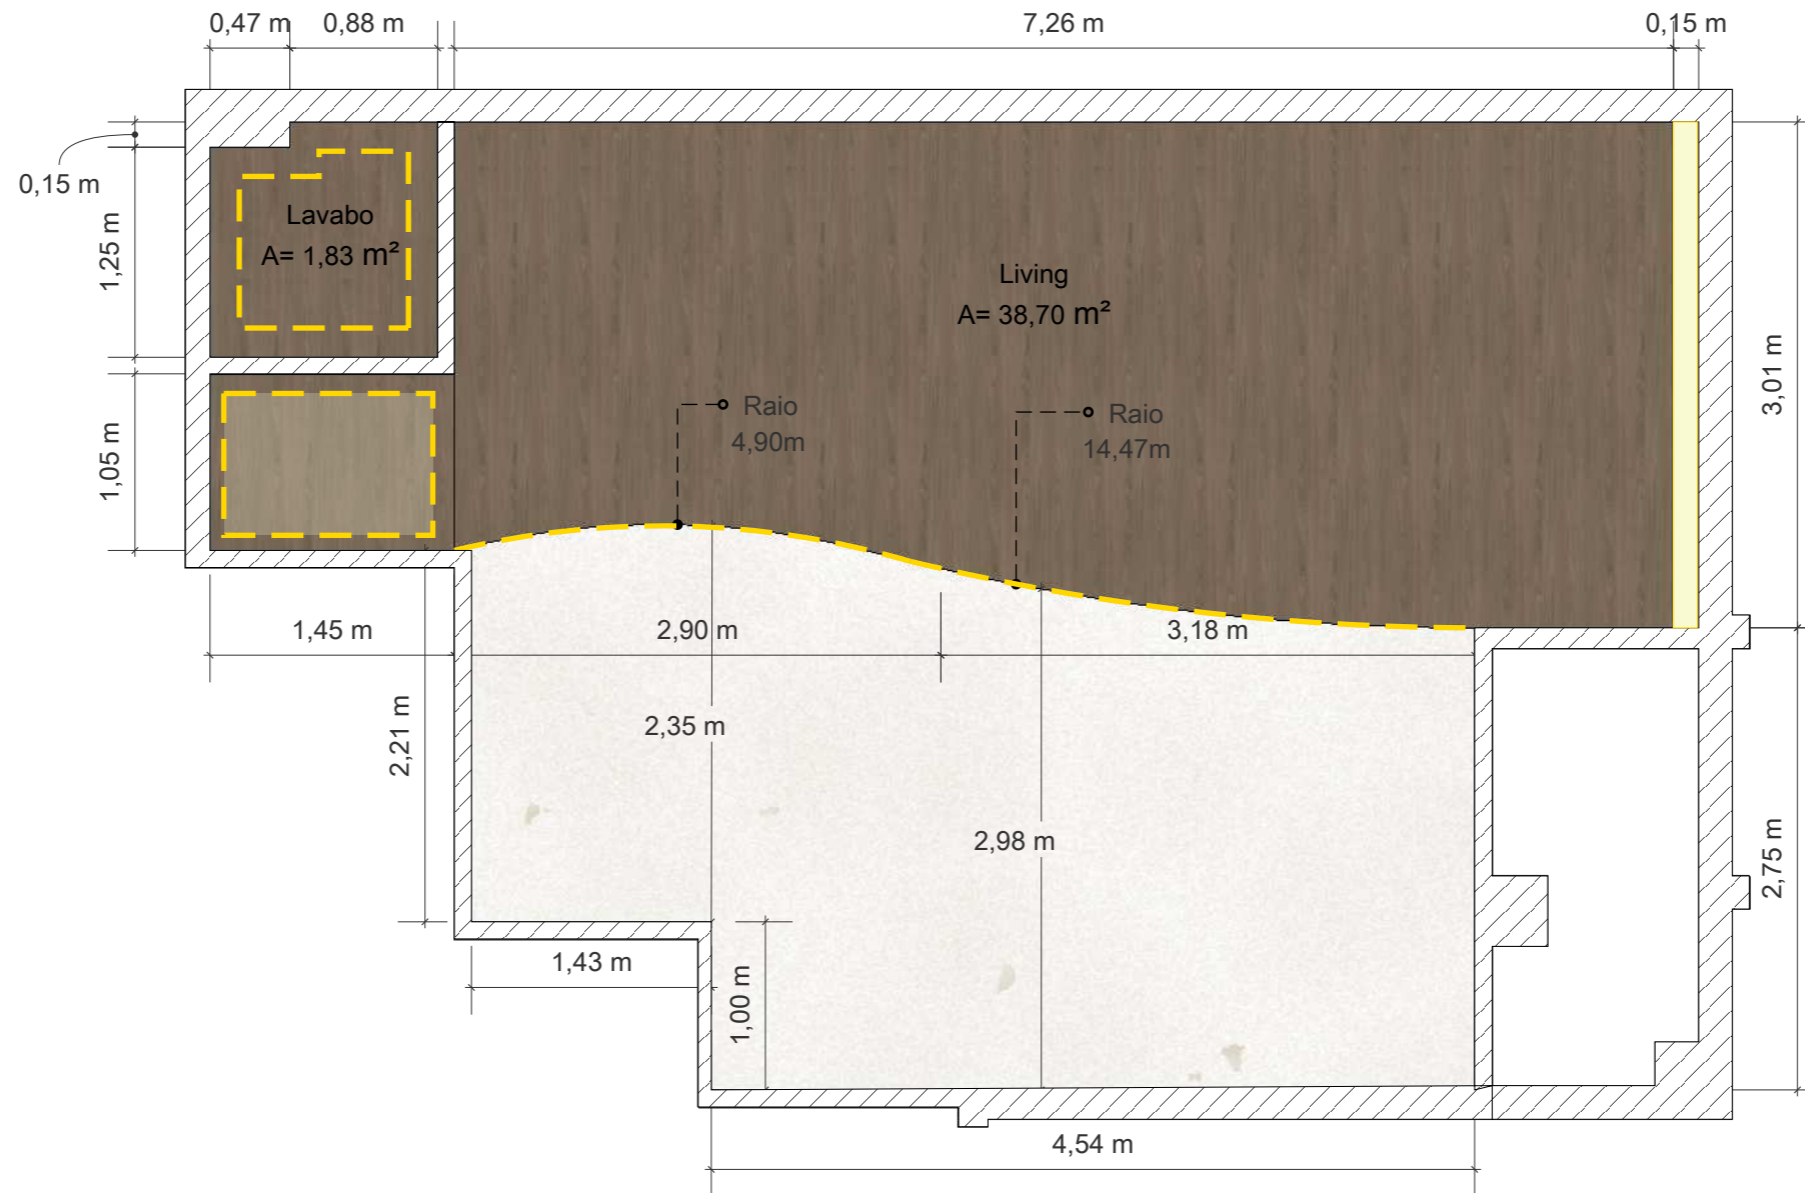 0,47 m
0,88 m
7,26 m
0,15 m
0,15 m
1,25 m
Lavabo
A= 1,83 m²
Living
A= 38,70 m²
3,01 m
Raio
4,90m
Raio
14,47m
1,05 m
1,45 m
2,90 m
3,18 m
2,21 m
2,35 m
2,98 m
2,75 m
1,43 m
1,00 m
4,54 m